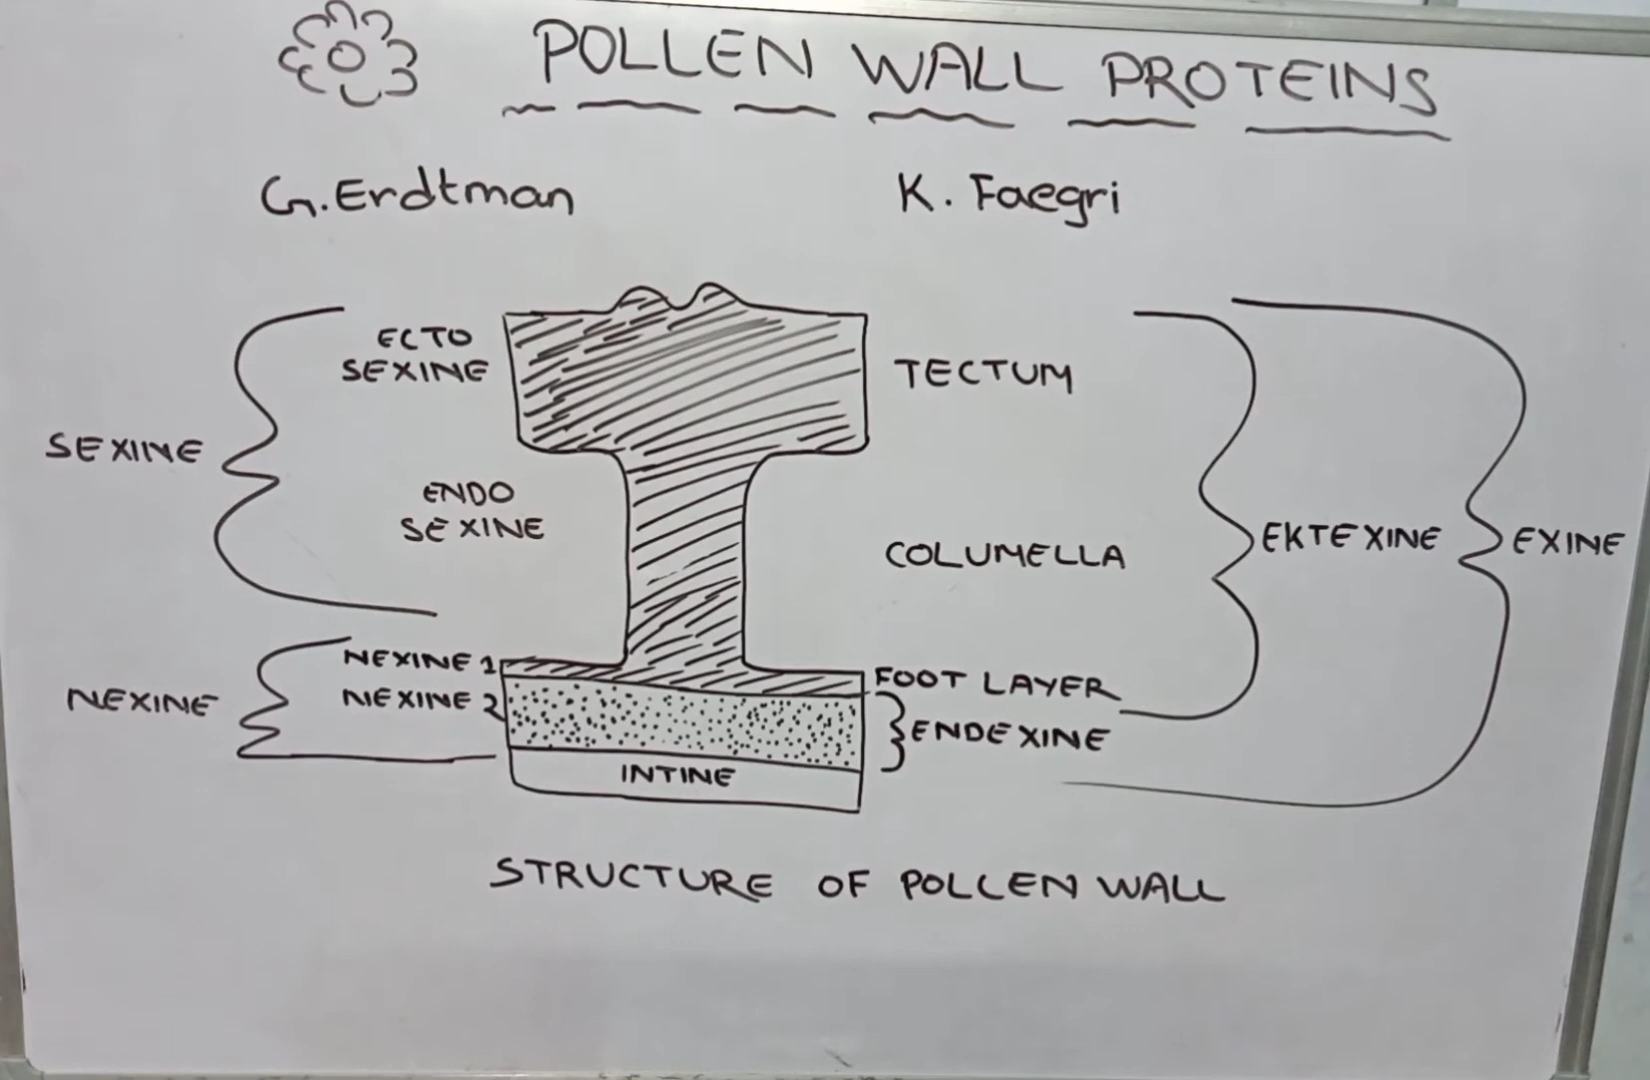 POLLEN WALL PROTEINS
G. Erdtman
K. Faegri
ECTO
SEXINE
TECTUM
SEXINE
ENDO
SEXINE
COLUMELLA
EKTEXINE
EXINE
NEXINE 1
NEXINE 2
NEXINE
FOOT LAYER
ENDEXINE
INTINE
STRUCTURE OF POLLEN WALL